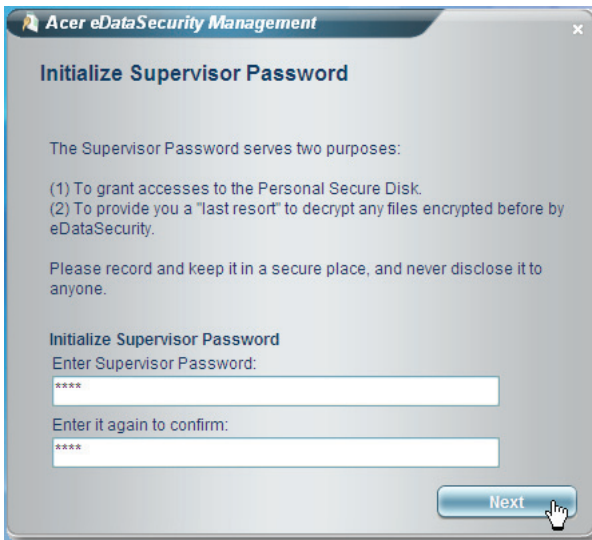 Acer eDataSecurity Management
x
Initialize Supervisor Password
The Supervisor Password serves two purposes:
(1) To grant accesses to the Personal Secure Disk.
(2) To provide you a "last resort" to decrypt any files encrypted before by
eDataSecurity.
Please record and keep it in a secure place, and never disclose it to
anyone.
Initialize Supervisor Password
Enter Supervisor Password:
****
Enter it again to confirm:
****
Next